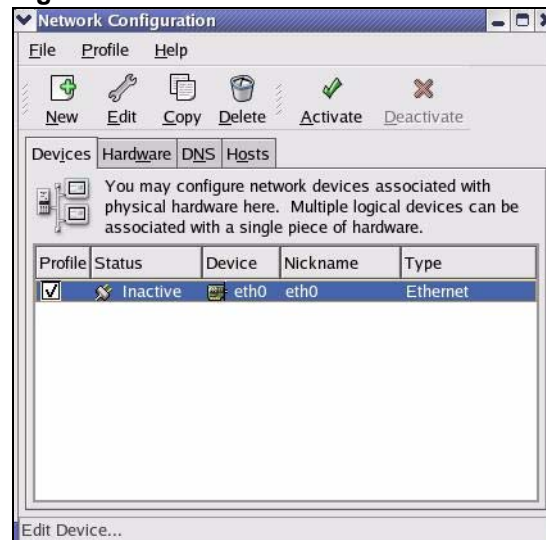 Network Configuration
File Profile Help
New Edit Copy Delete Activate Deactivate
Devices Hardware DNS Hosts
You may configure network devices associated with
physical hardware here. Multiple logical devices can be
associated with a single piece of hardware.
Profile Status Device Nickname Type
Inactive eth0 eth0 Ethernet
Edit Device...